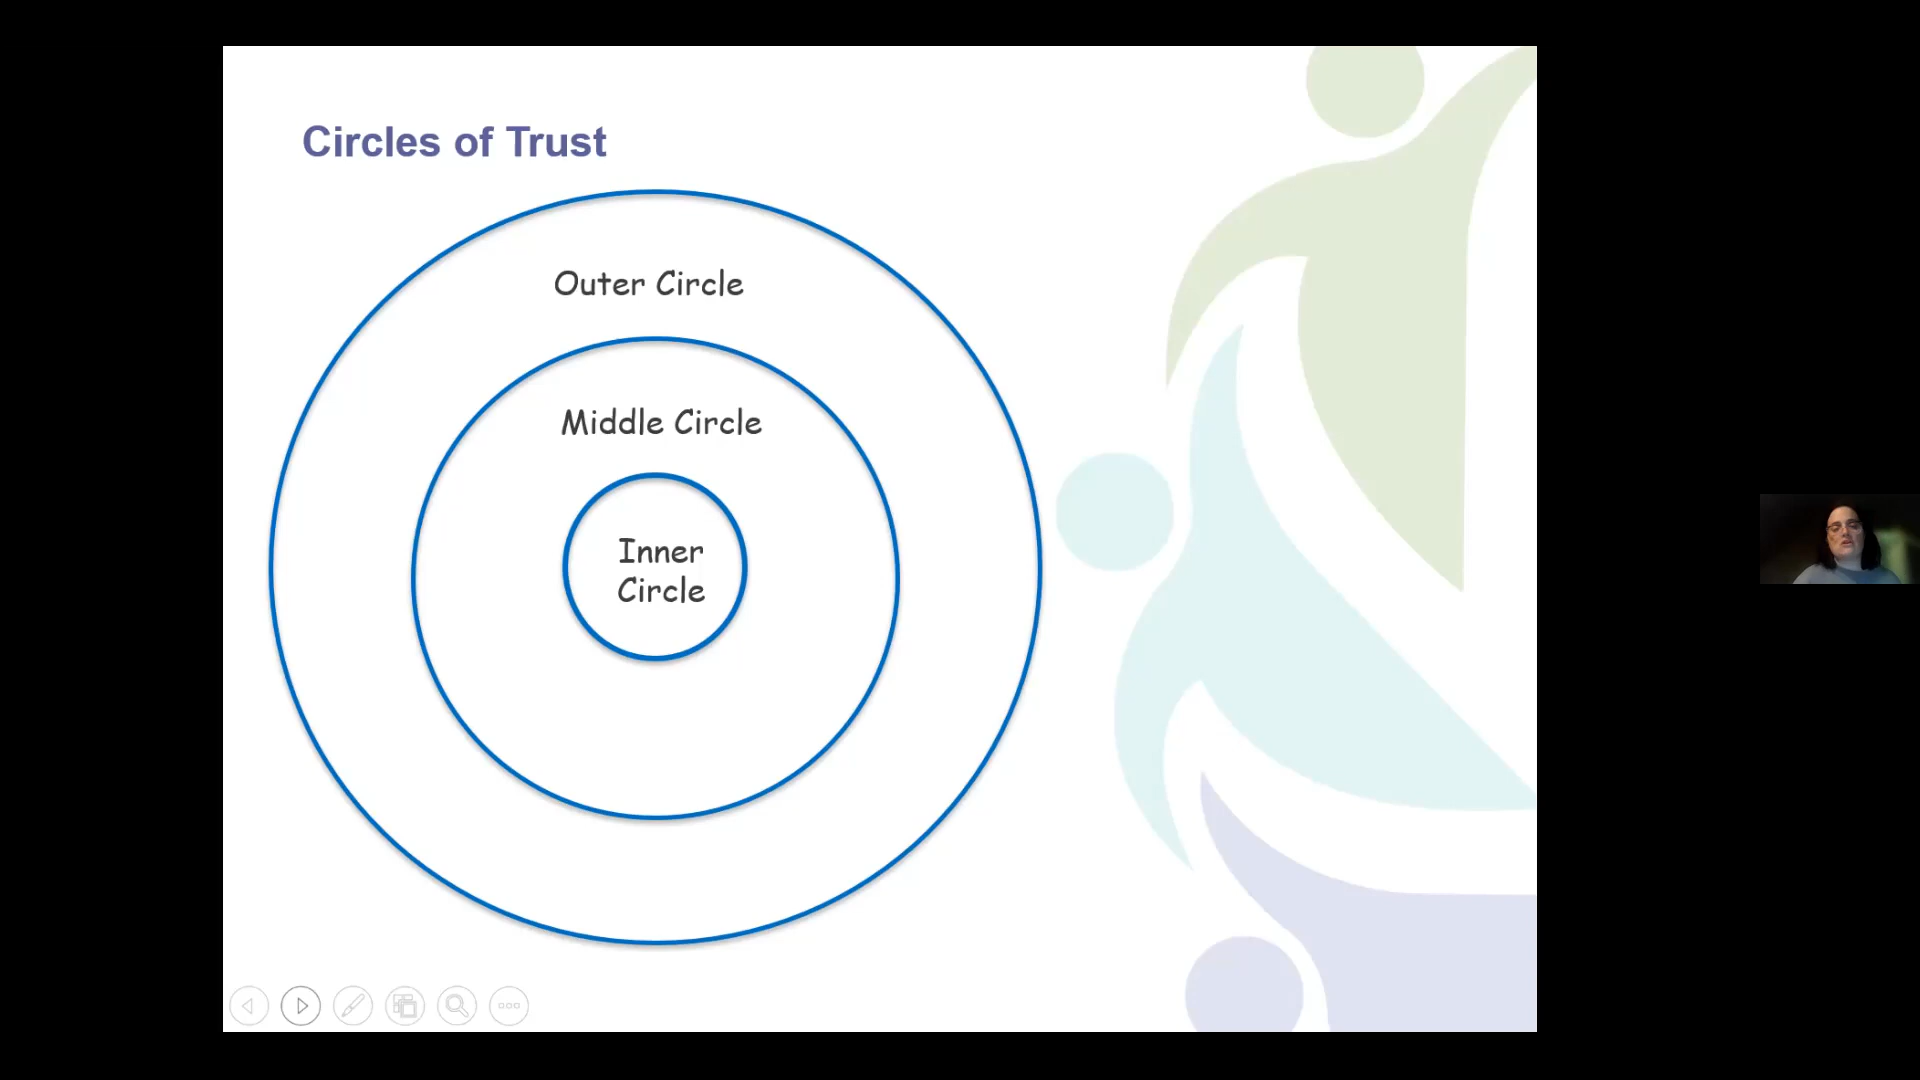 Circles of Trust
Outer Circle
Middle Circle
Inner
Circle